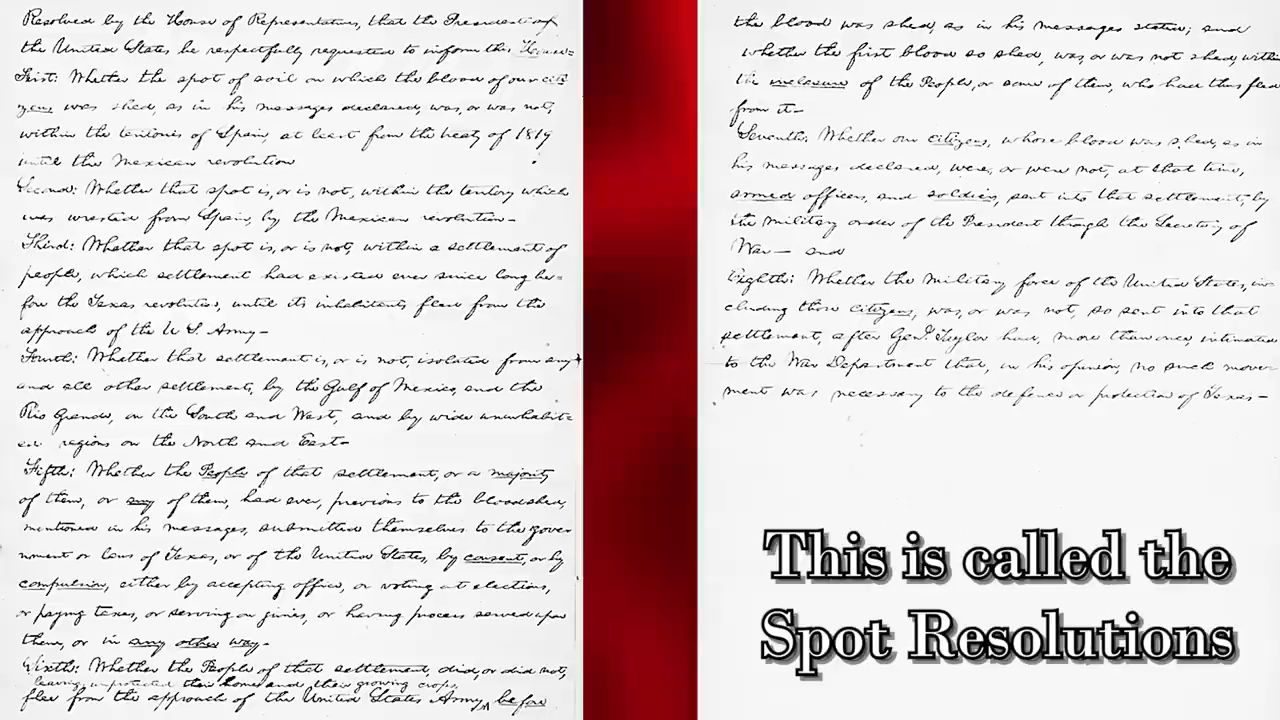 Resolved by the House of Representatives, that the President of
the United States, be respectfully requested to inform this House=
First: Whether the spot of soil on which the blood of our citi
zens was shed, as in his messages declared, was, or was not,
within the teritories of Spain, at least from the treaty of 1819
until the Mexican revolution
Second: Whether that spot is, or is not, within the teritory which
was wrested from Spain, by the Mexican revolution-
Third: Whether that spot is, or is not, within a settlement of
people, which settlement had existed ever since long be=
fore the Texas revolution, until its inhabitants fled from the
approach of the U S. Army-
Fourth: Whether that settlement is, or is not, isolated from any
and all other settlements, by the Gulf of Mexico, and the
Rio Grande, on the South and West, and by wide uninhabit=
ed regions on the North and East-
Fifth: Whether the People of that settlement, or a majority
of them, or any of them, had ever, previous to the bloodshed,
mentioned in his messages, submitted themselves to the gover
nment or laws of Texas, or of the United States, by consent, or by
compulsion, either by accepting office, or voting at elections,
or paying taxes, or serving on juries, or having process served upon
them, or in any other way-
Sixth: Whether the People of that settlement, did, or did not,
leaving unprotected their homes and their growing crops,
flee from the approach of the United States Army, before
the blood was shed, as in his messages stated; and
whether the first blood so shed, was, or was not shed, within
the inclosure of the People, or some of them, who had thus fled
from it-
Seventh: Whether our citizens, whose blood was shed, as in
his messages declared, were, or were not, at that time,
armed officers, and soldiers, sent into that settlement, by
the military order of the President through the Secretary of
War- and
Eighth: Whether the military force of the United States, in
cluding those citizens, was, or was not, so sent into that
settlement, after Genl. Taylor had, more than once, intimated
to the War Department that, in his opinion, no such move=
ment was necessary to the defence or protection of Texas-
This is called the
Spot Resolutions